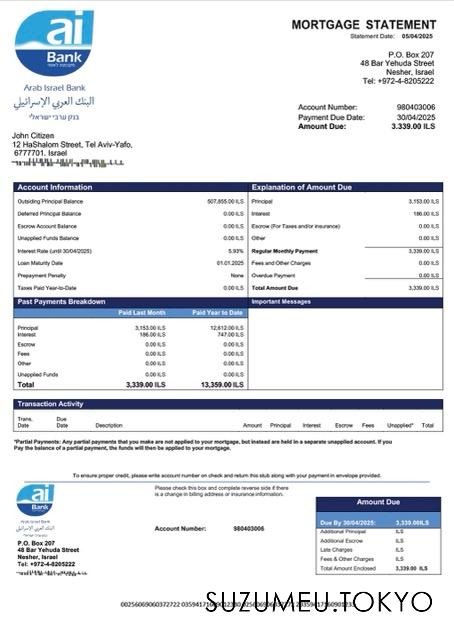 ai
Bank
Arab Israel Bank
البنك العربي الإسرائيلي
בנק ערבי ישראלי
MORTGAGE STATEMENT
Statement Date: 05/04/2025
P.O. Box 207
48 Bar Yehuda Street
Nesher, Israel
Tel: +972-4-8205222
Account Number: 980403006
Payment Due Date: 30/04/2025
Amount Due: 3.339.00 ILS
John Citizen
12 HaShalom Street, Tel Aviv-Yafo,
6777701, Israel
Account Information
Outsiding Principal Balance 507,855.00 ILS
Deferred Principal Balance 0.00 ILS
Escrow Account Balance 0.00 ILS
Unapplied Funds Balance 0.00 ILS
Interest Rate (until 30/04/2025) 5.93%
Loan Maturity Date 01.01.2025
Prepayment Penalty None
Taxes Paid Year-to-Date 0.00 ILS
Explanation of Amount Due
Principal 3,153.00 ILS
Interest 186.00 ILS
Escrow (For Taxes and/or insurance) 0.00 ILS
Other 0.00 ILS
Regular Monthly Payment 3,339.00 ILS
Fees and Other Charges 0.00 ILS
Overdue Payment 0.00 ILS
Total Amount Due 3,339.00 ILS
Past Payments Breakdown
Paid Last Month Paid Year to Date
Principal 3,153.00 ILS 12,612.00 ILS
Interest 186.00 ILS 747.00 ILS
Escrow 0.00 ILS 0.00 ILS
Fees 0.00 ILS 0.00 ILS
Other 0.00 ILS 0.00 ILS
Unapplied Funds 0.00 ILS 0.00 ILS
Total 3,339.00 ILS 13,359.00 ILS
Important Messages
Transaction Activity
Trans. Date Due Date Description Amount Principal Interest Escrow Fees Unapplied* Total
*Partial Payments: Any partial payments that you make are not applied to your mortgage, but instead are held in a separate unapplied account. If you
Pay the balance of a partial payment, the funds will then be applied to your mortgage.
To ensure proper credit, please write account number on check and return this stub along with your payment in envelope provided.
ai
Bank
Arab Israel Bank
البنك العربي الإسرائيلي
בנק ערבי ישראלי
P.O. Box 207
48 Bar Yehuda Street
Nesher, Israel
Tel: +972-4-8205222
Please check this box and complete reverse side if there
is a change in billing address or insurance information.
Account Number: 980403006
Amount Due
Due By 30/04/2025: 3,339.00ILS
Additional Principal
Additional Escrow
Late Charges
Fees & Other Charges
Total Amount Enclosed 3,339.00 ILS
SUZUMEU.TOKYO